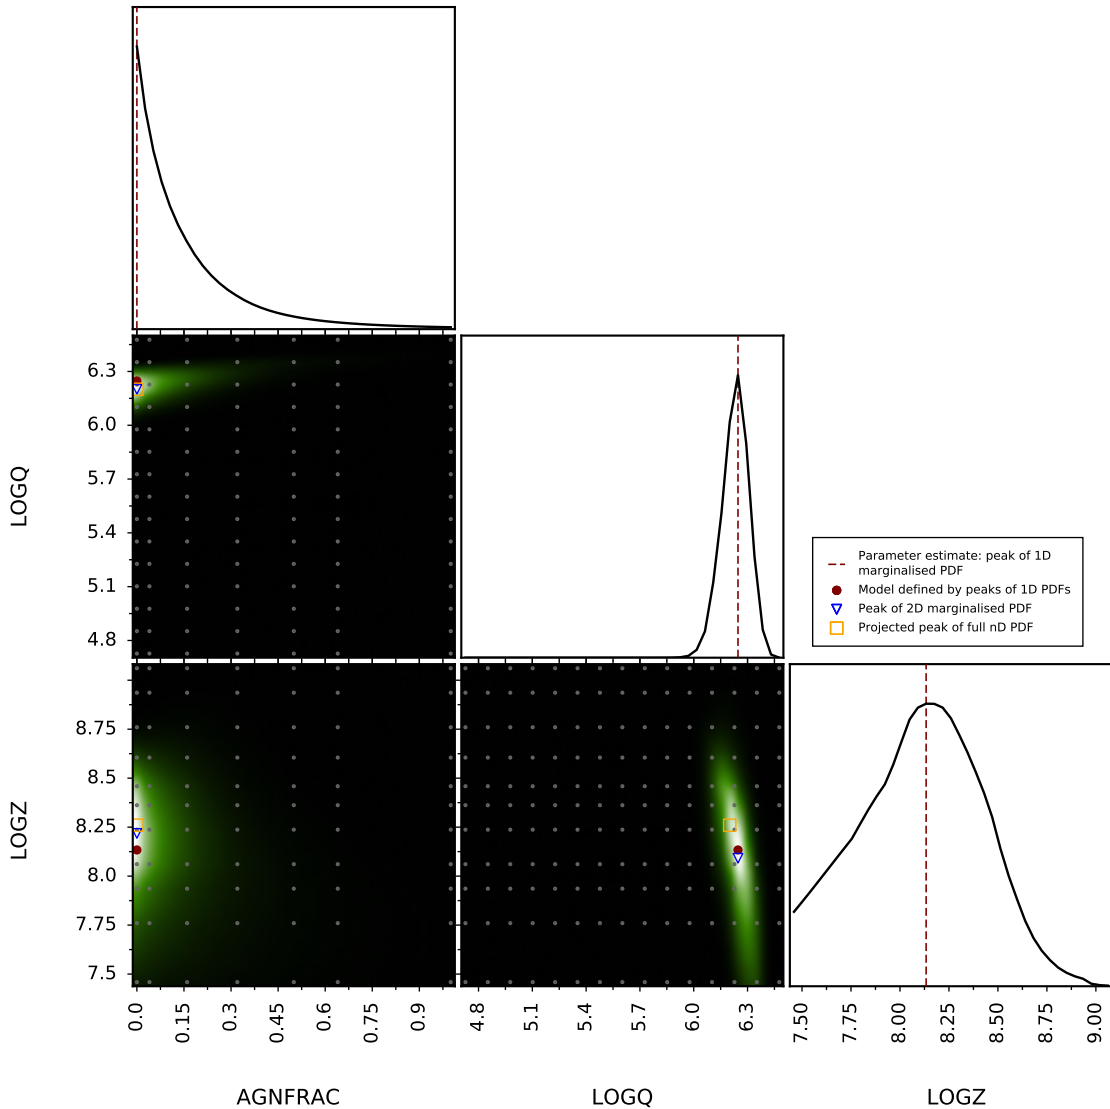 6.3
6.0
5.7
5.4
5.1
4.8
LOGQ
Parameter estimate: peak of 1D
marginalised PDF
Model defined by peaks of 1D PDFs
Peak of 2D marginalised PDF
Projected peak of full nD PDF
8.75
8.5
8.25
8.0
7.75
7.5
LOGZ
0.0 0.15 0.3 0.45 0.6 0.75 0.9
4.8 5.1 5.4 5.7 6.0 6.3
7.50 7.75 8.00 8.25 8.50 8.75 9.00
AGNFRAC
LOGQ
LOGZ